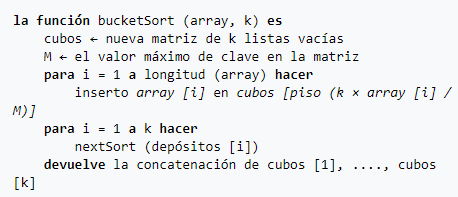 la función bucketSort (array, k) es
cubos ← nueva matriz de k listas vacías
M ← el valor máximo de clave en la matriz
para i = 1 a longitud (array) hacer
inserto array [i] en cubos [piso (k × array [i] /
M)]
para i = 1 a k hacer
nextSort (depósitos [i])
devuelve la concatenación de cubos [1], ...., cubos
[k]